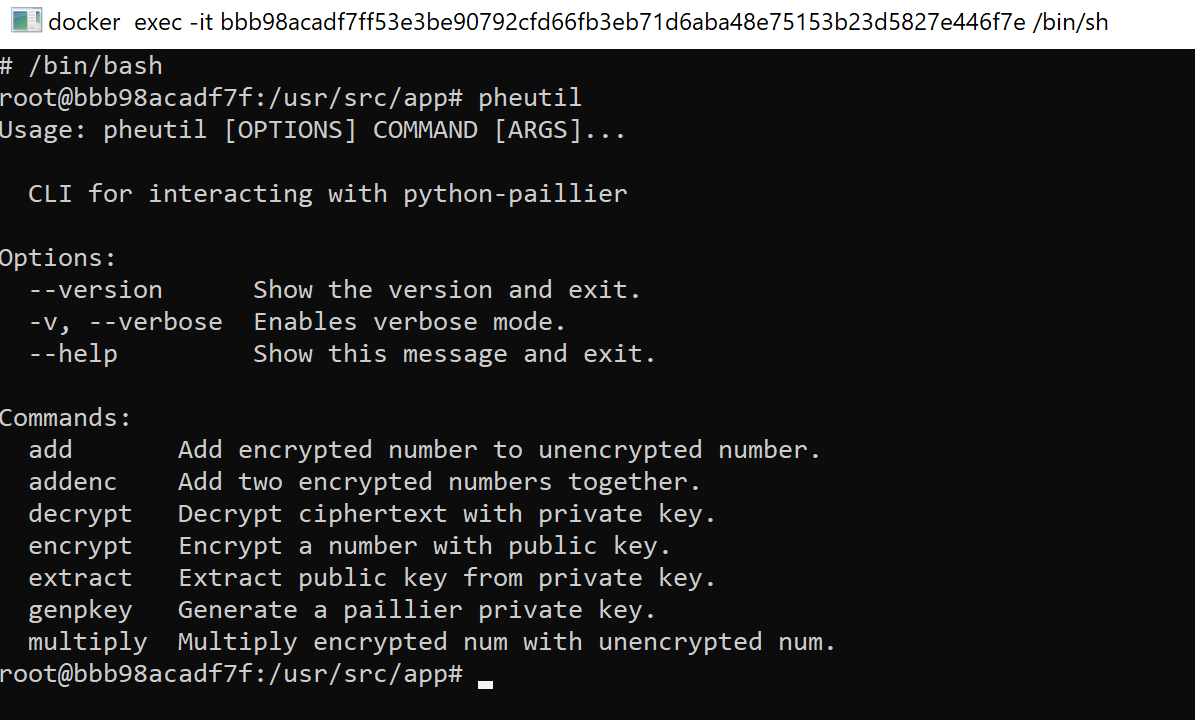 docker  exec -it bbb98acadf7ff53e3be90792cfd66fb3eb71d6aba48e75153b23d5827e446f7e /bin/sh
# /bin/bash
root@bbb98acadf7f:/usr/src/app# pheutil
Usage: pheutil [OPTIONS] COMMAND [ARGS]...
  CLI for interacting with python-paillier
Options:
  --version      Show the version and exit.
  -v, --verbose  Enables verbose mode.
  --help         Show this message and exit.
Commands:
  add       Add encrypted number to unencrypted number.
  addenc    Add two encrypted numbers together.
  decrypt   Decrypt ciphertext with private key.
  encrypt   Encrypt a number with public key.
  extract   Extract public key from private key.
  genpkey   Generate a paillier private key.
  multiply  Multiply encrypted num with unencrypted num.
root@bbb98acadf7f:/usr/src/app#